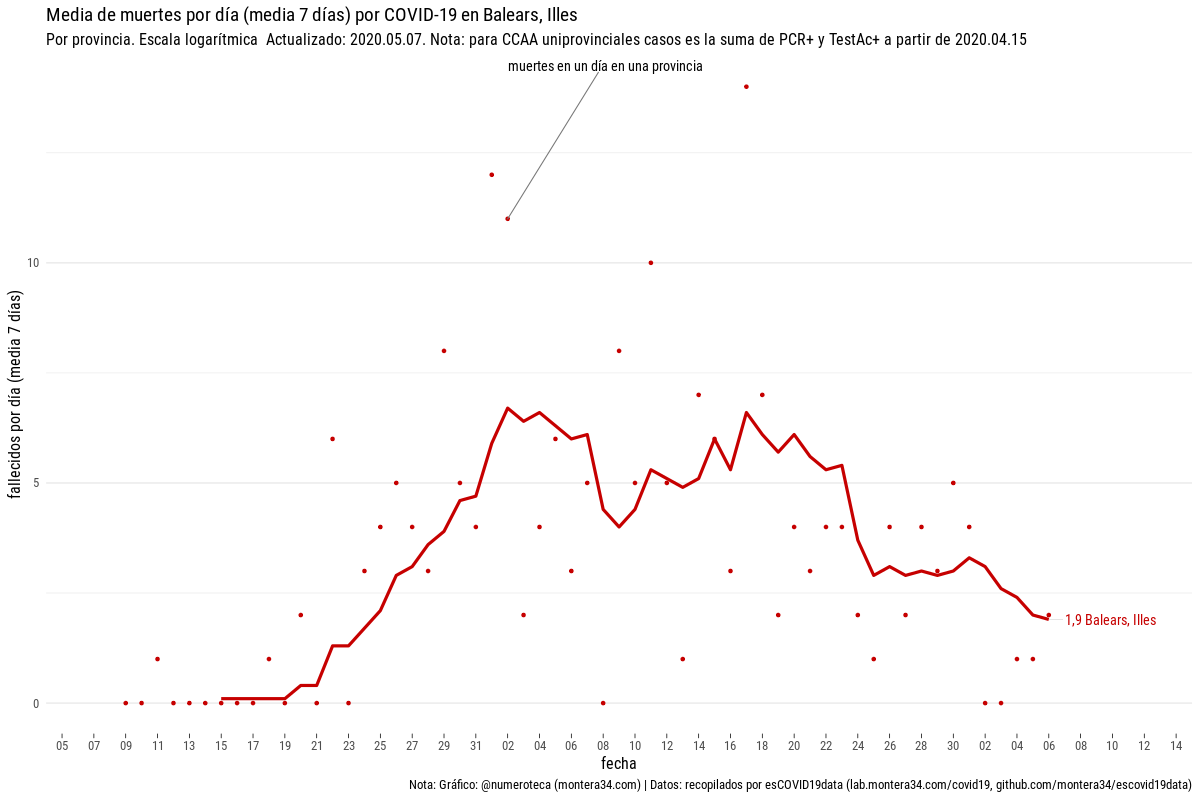 Media de muertes por día (media 7 días) por COVID-19 en Balears, Illes
Por provincia. Escala logarítmica  Actualizado: 2020.05.07. Nota: para CCAA uniprovinciales casos es la suma de PCR+ y TestAc+ a partir de 2020.04.15
muertes en un día en una provincia
10
5
0
fallecidos por día (media 7 días)
1,9 Balears, Illes
05 07 09 11 13 15 17 19 21 23 25 27 29 31 02 04 06 08 10 12 14 16 18 20 22 24 26 28 30 02 04 06 08 10 12 14
fecha
Nota: Gráfico: @numeroteca (montera34.com) | Datos: recopilados por esCOVID19data (lab.montera34.com/covid19, github.com/montera34/escovid19data)